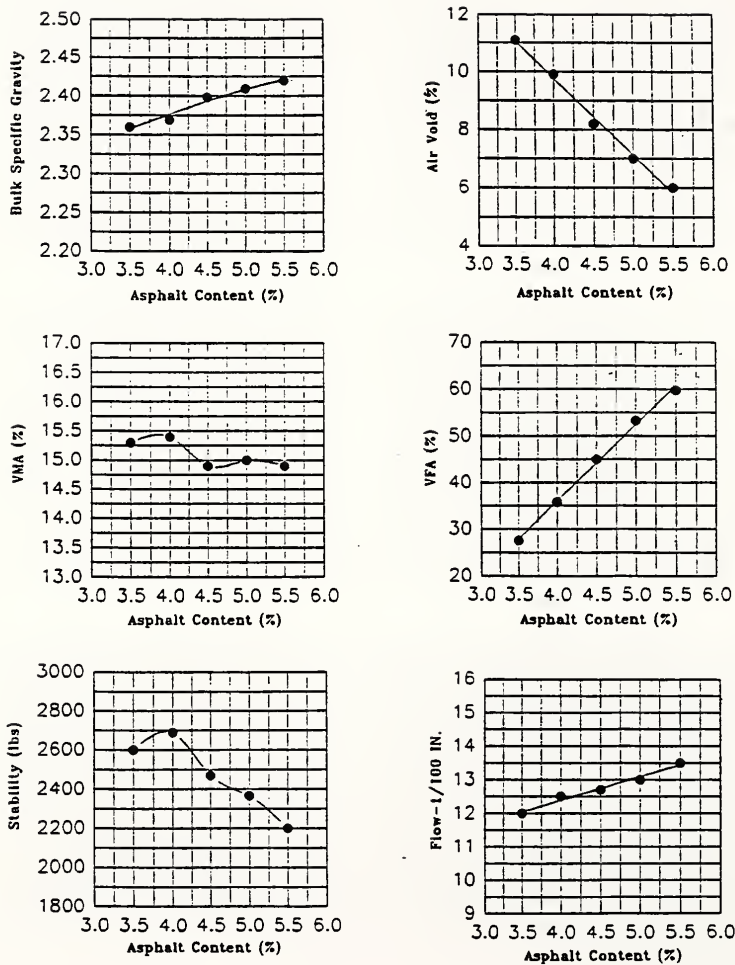 Bulk Specific Gravity
2.50
2.45
2.40
2.35
2.30
2.25
2.20
3.0 3.5 4.0 4.5 5.0 5.5 6.0
Asphalt Content (%)
Air Void (%)
12
10
8
6
4
3.0 3.5 4.0 4.5 5.0 5.5 6.0
Asphalt Content (%)
VMA (%)
17.0
16.5
16.0
15.5
15.0
14.5
14.0
13.5
13.0
3.0 3.5 4.0 4.5 5.0 5.5 6.0
Asphalt Content (%)
VFA (%)
70
60
50
40
30
20
3.0 3.5 4.0 4.5 5.0 5.5 6.0
Asphalt Content (%)
Stability (lbs)
3000
2800
2600
2400
2200
2000
1800
3.0 3.5 4.0 4.5 5.0 5.5 6.0
Asphalt Content (%)
Flow-1/100 IN.
16
15
14
13
12
11
10
9
3.0 3.5 4.0 4.5 5.0 5.5 6.0
Asphalt Content (%)